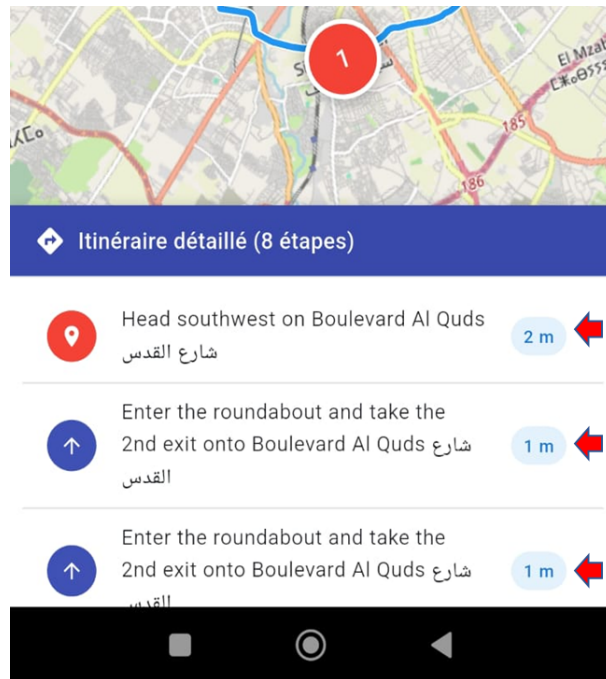 1
El Mzab
185
186
Itinéraire détaillé (8 étapes)
Head southwest on Boulevard Al Quds
شارع القدس
2 m
Enter the roundabout and take the
2nd exit onto Boulevard Al Quds شارع
القدس
1 m
Enter the roundabout and take the
2nd exit onto Boulevard Al Quds شارع
القدس
1 m